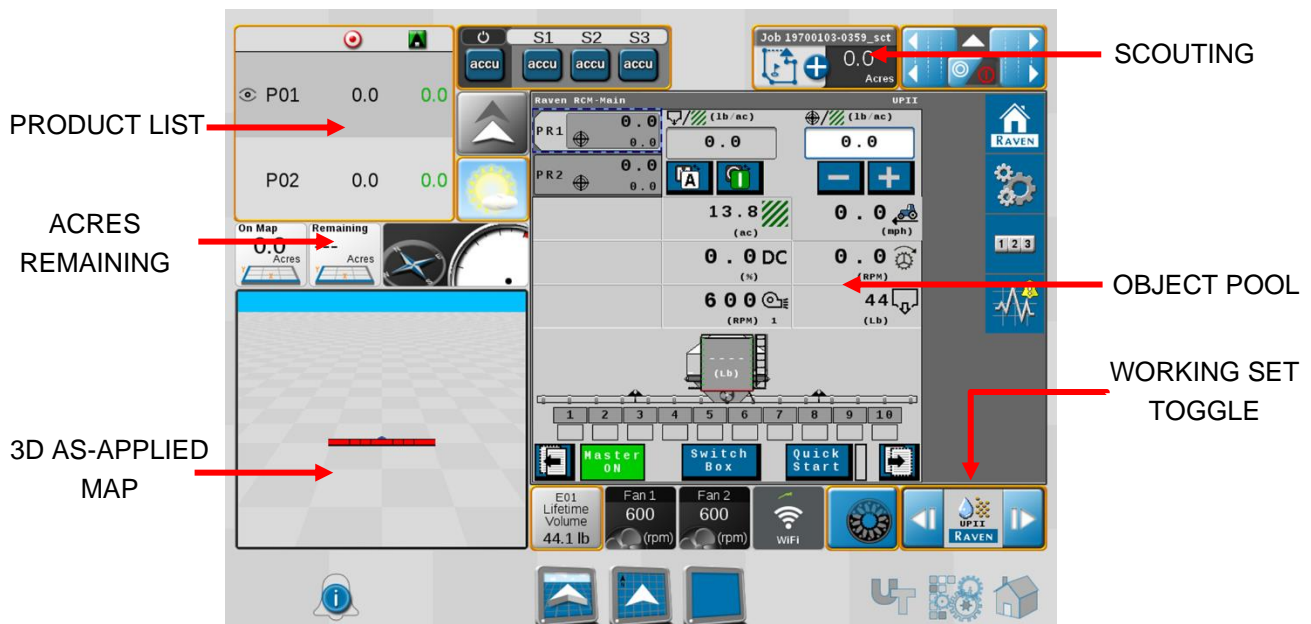 PRODUCT LIST
ACRES
REMAINING
3D AS-APPLIED
MAP
SCOUTING
OBJECT POOL
WORKING SET
TOGGLE
P01 0.0 0.0
P02 0.0 0.0
S1 S2 S3
accu accu accu accu
Job 19700103-0359_sct
0.0
Acres
On Map
0.0
Acres
Remaining
--
Acres
Raven RCM-Main UPII
PR1 0.0
0.0
PR2 0.0
0.0
(lb/ac) (lb/ac)
0.0 0.0
A I
13.8 0.0
(ac) (mph)
0.0 DC 0.0
(%) (RPM)
600 44
(RPM) 1 (Lb)
----
(Lb)
1 2 3 4 5 6 7 8 9 10
Master
ON
Switch
Box
Quick
Start
RAVEN
1 2 3
E01
Lifetime
Volume
44.1 lb
Fan 1
600
(rpm)
Fan 2
600
(rpm)
WiFi
UPII
RAVEN
i
UT